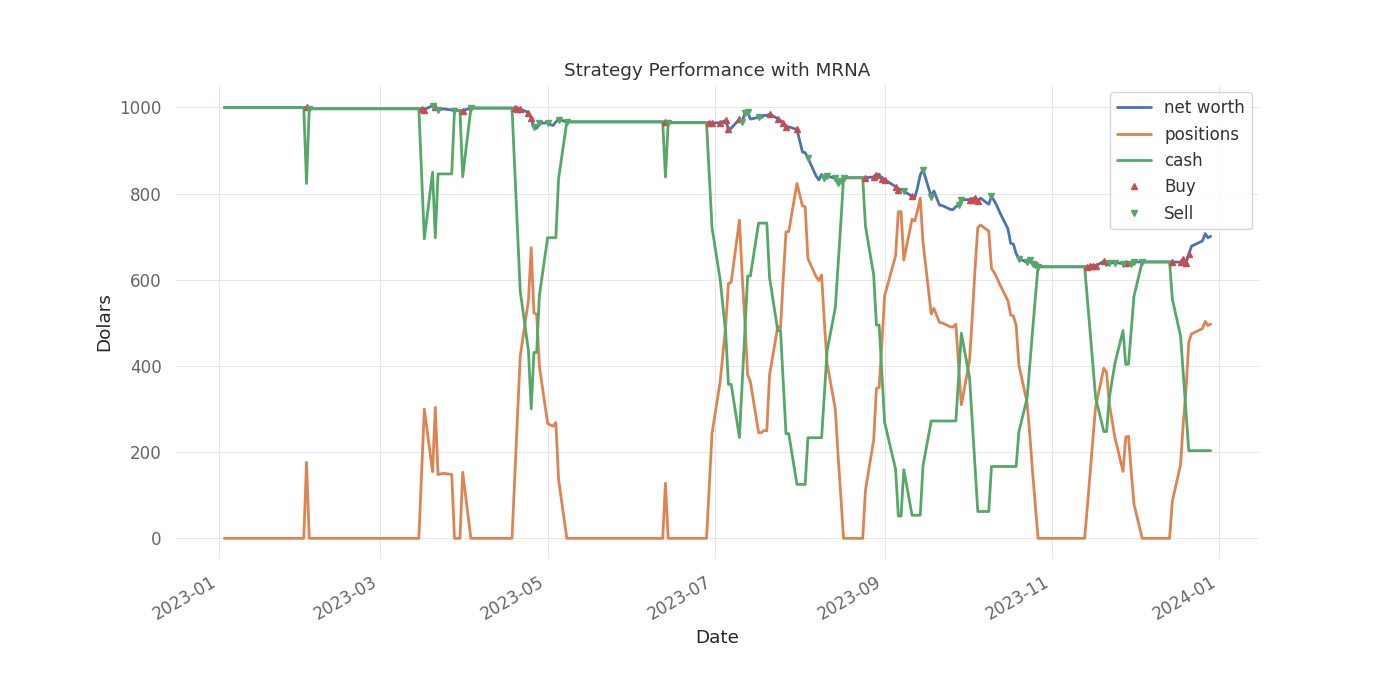 Strategy Performance with MRNA
1000
800
600
400
200
0
Dolars
net worth
positions
cash
Buy
Sell
2023-01
2023-03
2023-05
2023-07
2023-09
2023-11
2024-01
Date